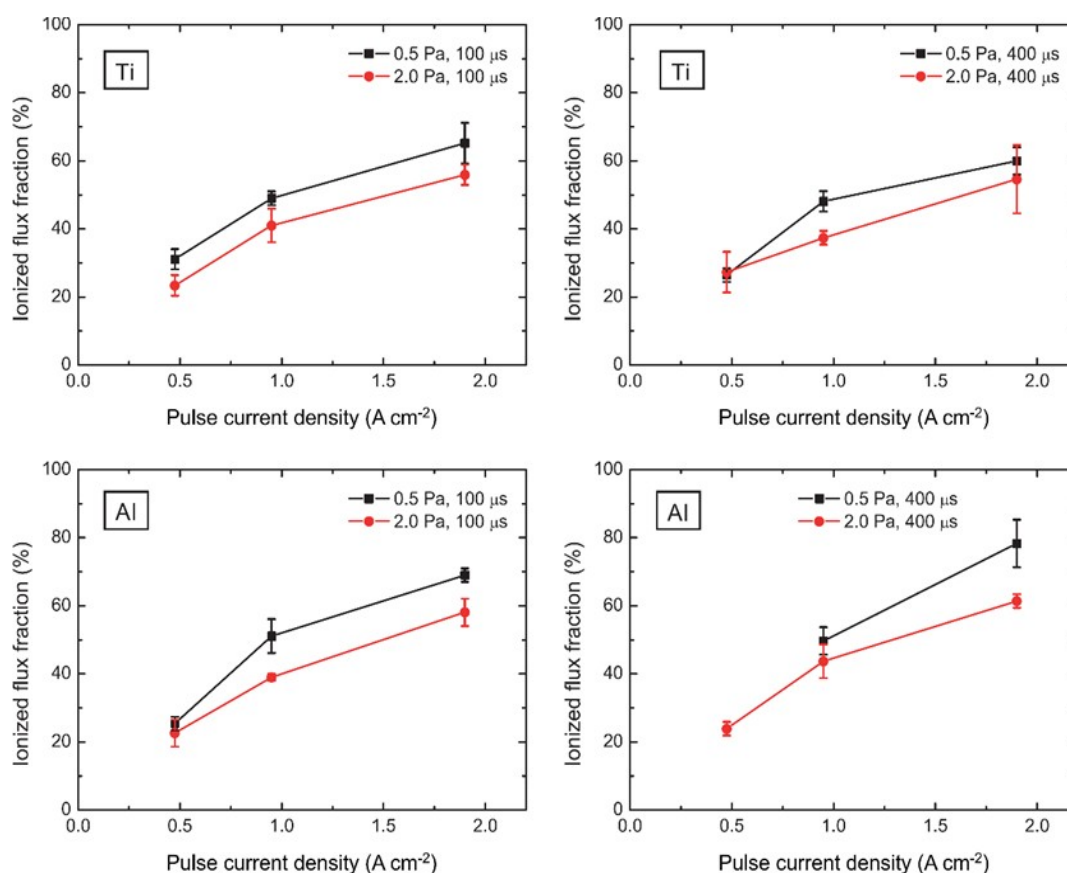 Ti
0.5 Pa, 100 μs
2.0 Pa, 100 μs
Ionized flux fraction (%)
100
80
60
40
20
0
0.0 0.5 1.0 1.5 2.0
Pulse current density (A cm-2)
Ti
0.5 Pa, 400 μs
2.0 Pa, 400 μs
Ionized flux fraction (%)
100
80
60
40
20
0
0.0 0.5 1.0 1.5 2.0
Pulse current density (A cm-2)
Al
0.5 Pa, 100 μs
2.0 Pa, 100 μs
Ionized flux fraction (%)
100
80
60
40
20
0
0.0 0.5 1.0 1.5 2.0
Pulse current density (A cm-2)
Al
0.5 Pa, 400 μs
2.0 Pa, 400 μs
Ionized flux fraction (%)
100
80
60
40
20
0
0.0 0.5 1.0 1.5 2.0
Pulse current density (A cm-2)